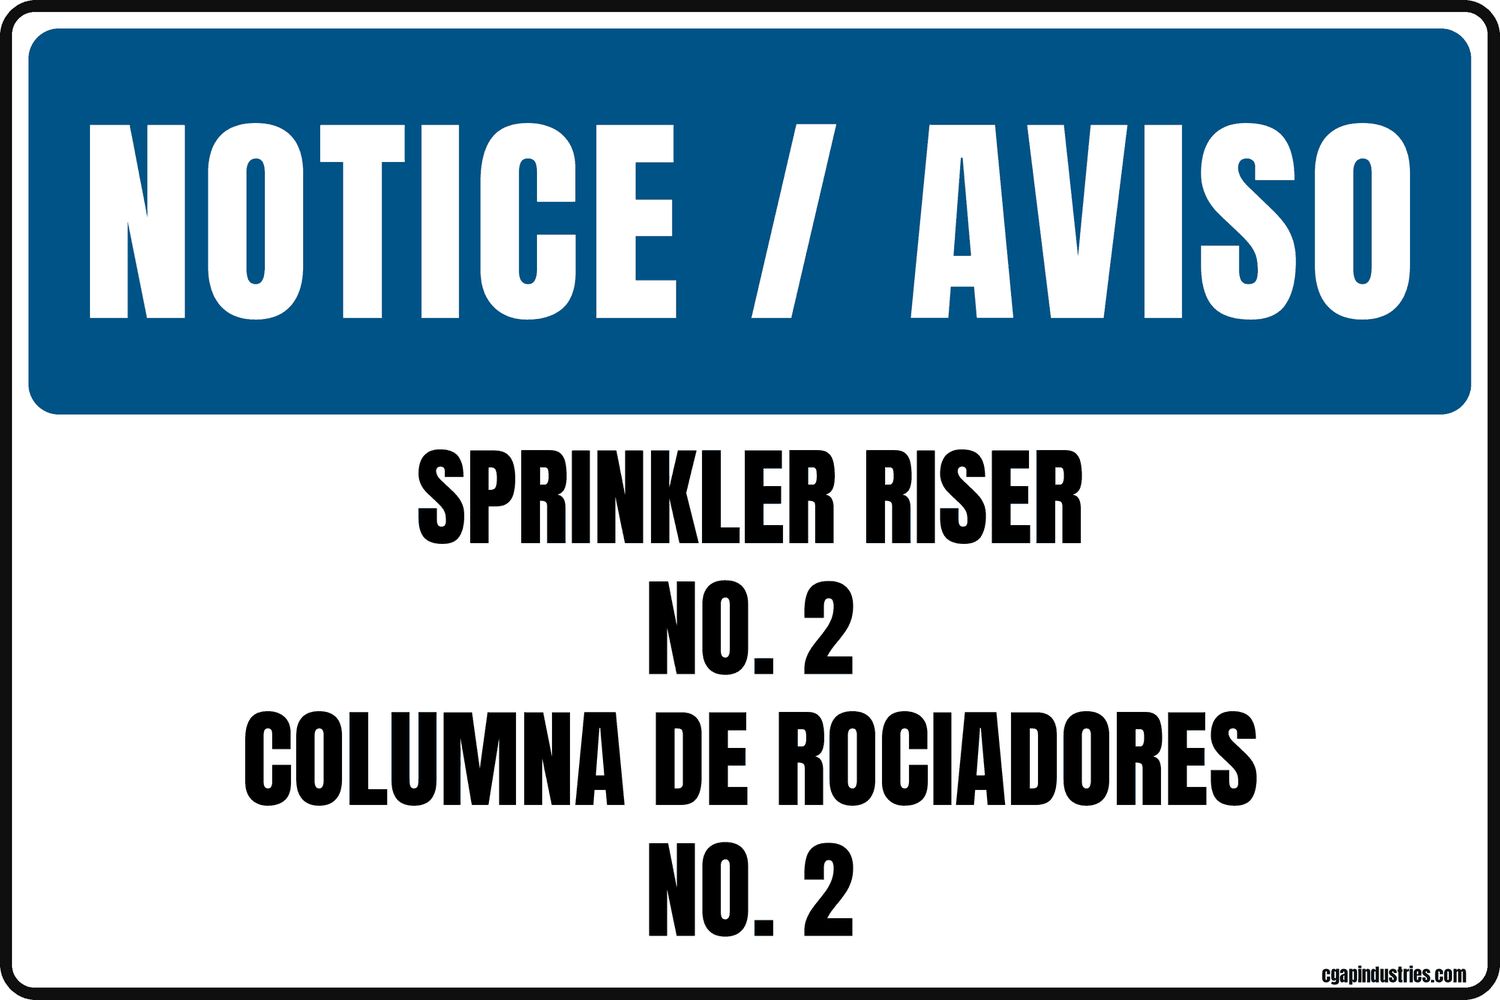 NOTICE / AVISO
SPRINKLER RISER
NO. 2
COLUMNA DE ROCIADORES
NO. 2
cgapindustries.com